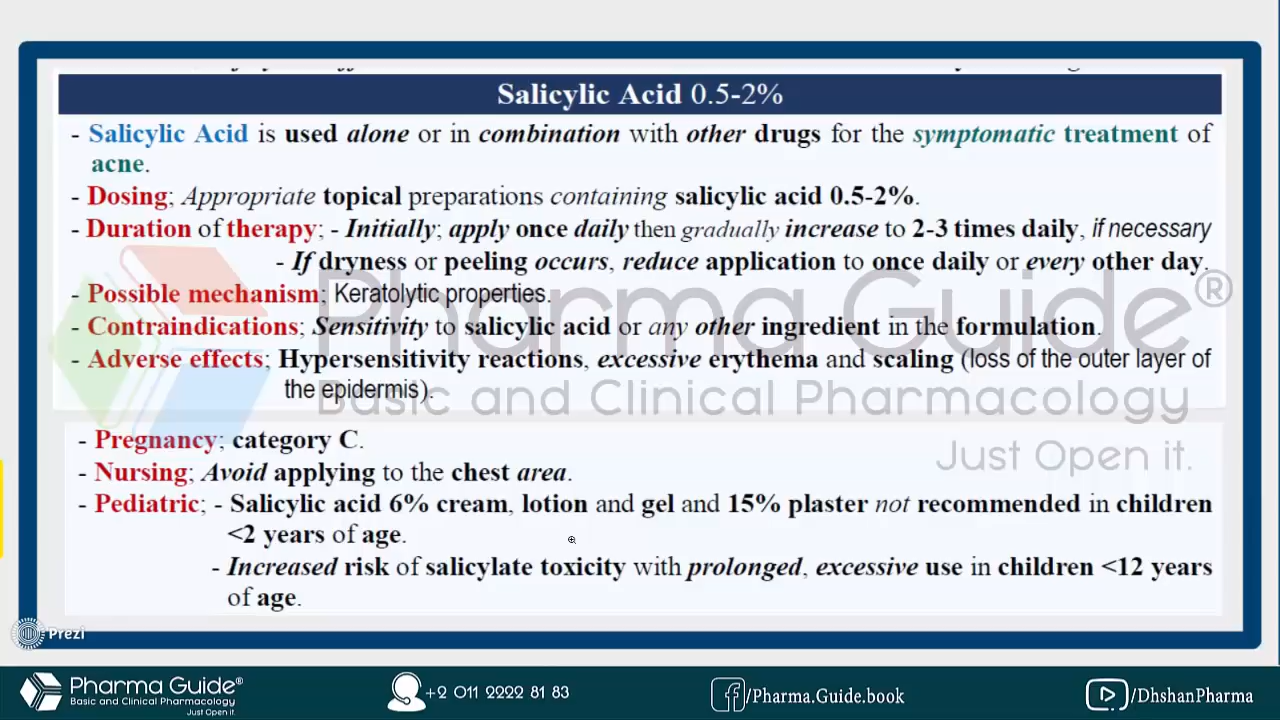 Salicylic Acid 0.5-2%
- Salicylic Acid is used alone or in combination with other drugs for the symptomatic treatment of
acne.
- Dosing; Appropriate topical preparations containing salicylic acid 0.5-2%.
- Duration of therapy; - Initially; apply once daily then gradually increase to 2-3 times daily, if necessary
- If dryness or peeling occurs, reduce application to once daily or every other day.
- Possible mechanism; Keratolytic properties.
- Contraindications; Sensitivity to salicylic acid or any other ingredient in the formulation.
- Adverse effects; Hypersensitivity reactions, excessive erythema and scaling (loss of the outer layer of
the epidermis).
Pharma Guide®
Basic and Clinical Pharmacology
Just Open it.
- Pregnancy; category C.
- Nursing; Avoid applying to the chest area.
- Pediatric; - Salicylic acid 6% cream, lotion and gel and 15% plaster not recommended in children
<2 years of age.
- Increased risk of salicylate toxicity with prolonged, excessive use in children <12 years
of age.
Prezi
Pharma Guide®
Basic and Clinical Pharmacology
Just Open it.
+2 011 2222 81 83
/Pharma.Guide.book
/DhshanPharma